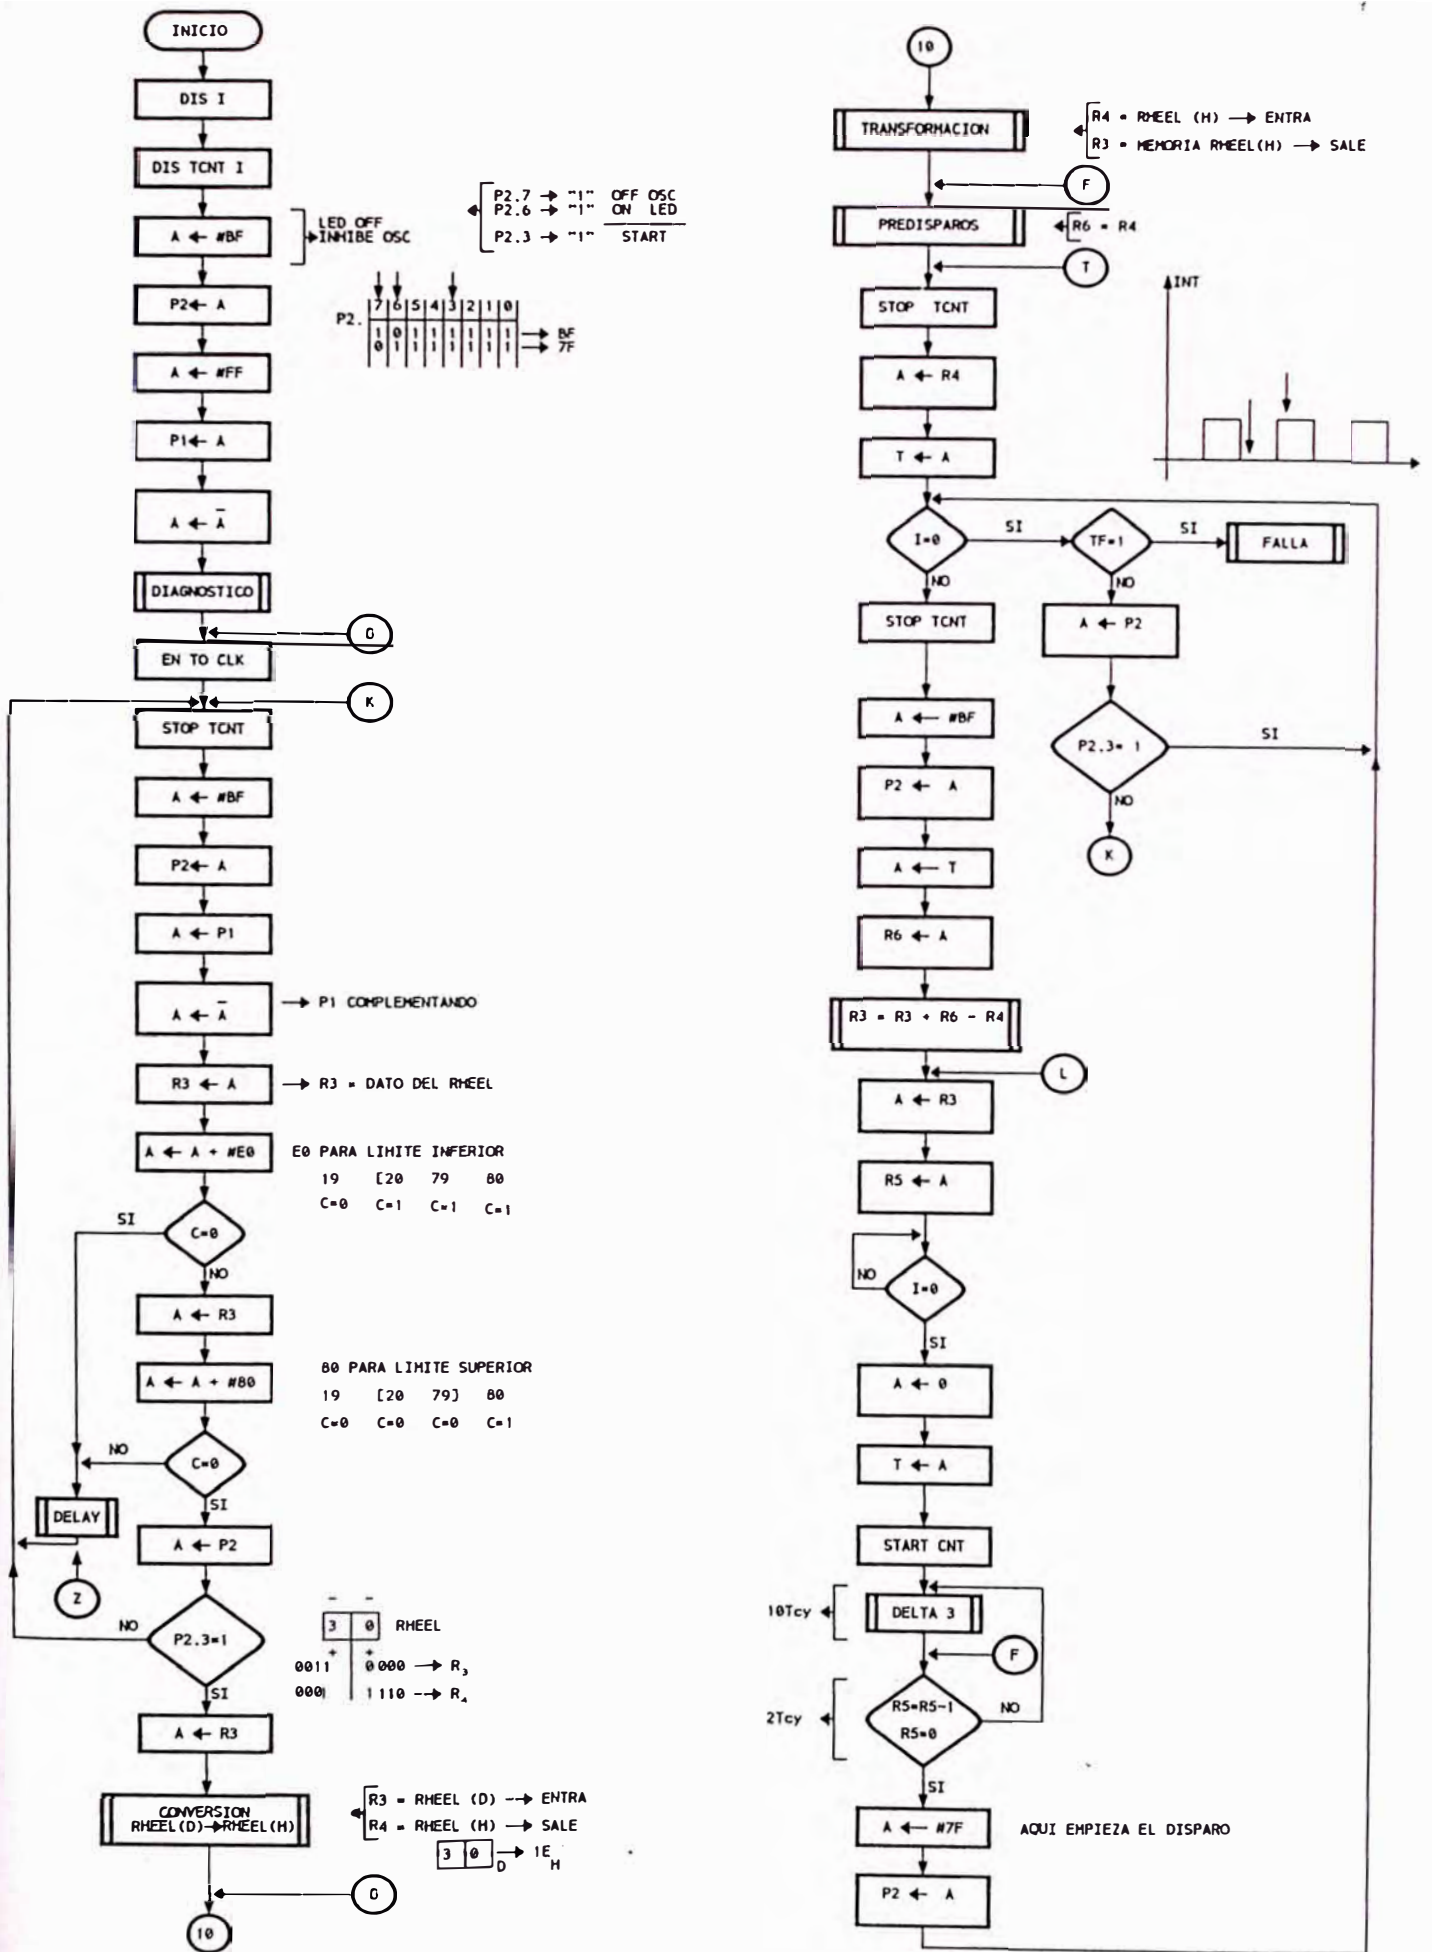 INICIO
DIS I
DIS TCNT I
A ← #BF
LED OFF
INHIBE OSC
P2.7 → "1" OFF OSC
P2.6 → "1" ON LED
P2.3 → "1" START
P2← A
7 6 5 4 3 2 1 0
P2.
1 0 1 1 1 1 1 1 → BF
0 1 1 1 1 1 1 1 → 7F
A ← #FF
P1← A
A ← A̅
DIAGNOSTICO
EN TO CLK
K
STOP TCNT
A ← #BF
P2← A
A ← P1
A ← A̅
→ P1 COMPLEMENTANDO
R3 ← A
→ R3 = DATO DEL RHEEL
A ← A + #E0
E0 PARA LIMITE INFERIOR
19 [20 79 80
C=0 C=1 C=1 C=1
SI
C=0
NO
A ← R3
A ← A + #80
80 PARA LIMITE SUPERIOR
19 [20 79] 80
C=0 C=0 C=0 C=1
NO
C=0
SI
DELAY
A ← P2
Z
NO
P2.3=1
SI
- -
3 0 RHEEL
+ +
0011 0000 → R3
0001 1110 → R4
A ← R3
CONVERSION
RHEEL(D)→RHEEL(H)
R3 = RHEEL (D) → ENTRA
R4 = RHEEL (H) → SALE
3 0 D → 1E H
10
10
TRANSFORMACION
R4 = RHEEL (H) → ENTRA
R3 = MEMORIA RHEEL(H) → SALE
F
PREDISPAROS
R6 = R4
T
STOP TCNT
INT
A ← R4
T ← A
I=0
SI
TF=1
SI
FALLA
NO
NO
STOP TCNT
A ← P2
A ← #BF
P2.3= 1
SI
NO
K
P2 ← A
A ← T
R6 ← A
R3 = R3 + R6 - R4
L
A ← R3
R5 ← A
NO
I=0
SI
A ← 0
T ← A
START CNT
10Tcy
DELTA 3
F
2Tcy
R5=R5-1
R5=0
NO
SI
A ← #7F
AQUI EMPIEZA EL DISPARO
P2 ← A